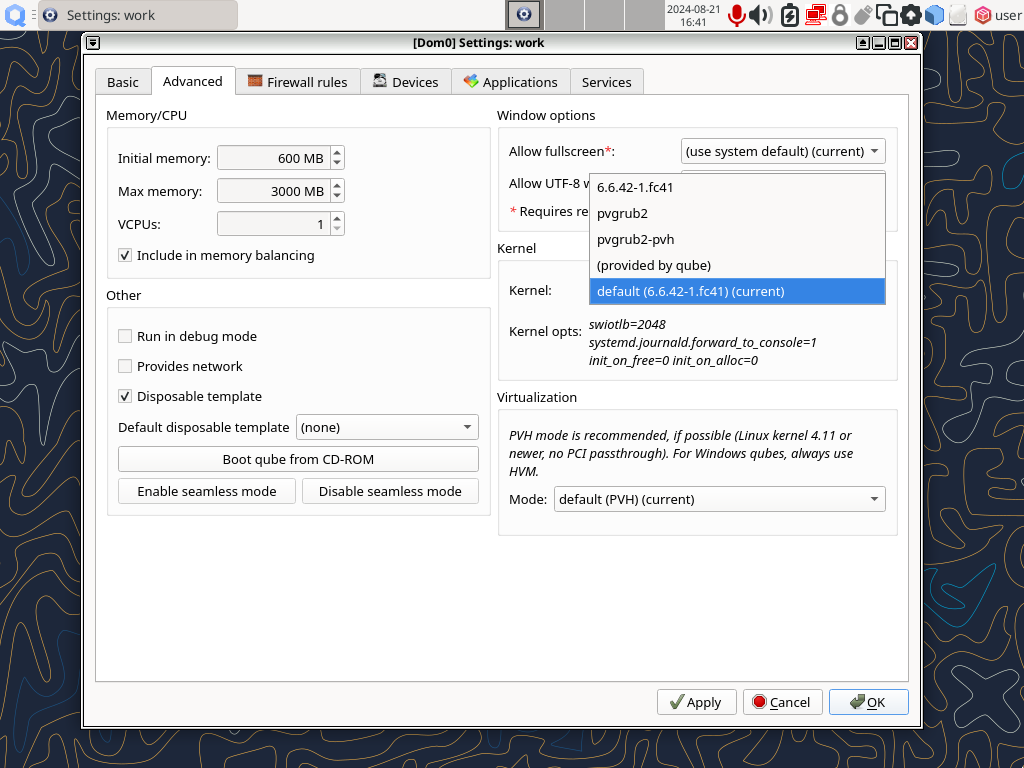 Settings: work
2024-08-21
16:41
user
[Dom0] Settings: work
Basic
Advanced
Firewall rules
Devices
Applications
Services
Memory/CPU
Initial memory:
600 MB
Max memory:
3000 MB
VCPUs:
1
Include in memory balancing
Other
Run in debug mode
Provides network
Disposable template
Default disposable template
(none)
Boot qube from CD-ROM
Enable seamless mode
Disable seamless mode
Window options
Allow fullscreen*:
(use system default) (current)
Allow UTF-8
* Requires
6.6.42-1.fc41
pvgrub2
pvgrub2-pvh
(provided by qube)
default (6.6.42-1.fc41) (current)
Kernel
Kernel:
Kernel opts:
swiotlb=2048
systemd.journald.forward_to_console=1
init_on_free=0 init_on_alloc=0
Virtualization
PVH mode is recommended, if possible (Linux kernel 4.11 or
newer, no PCI passthrough). For Windows qubes, always use
HVM.
Mode:
default (PVH) (current)
Apply
Cancel
OK